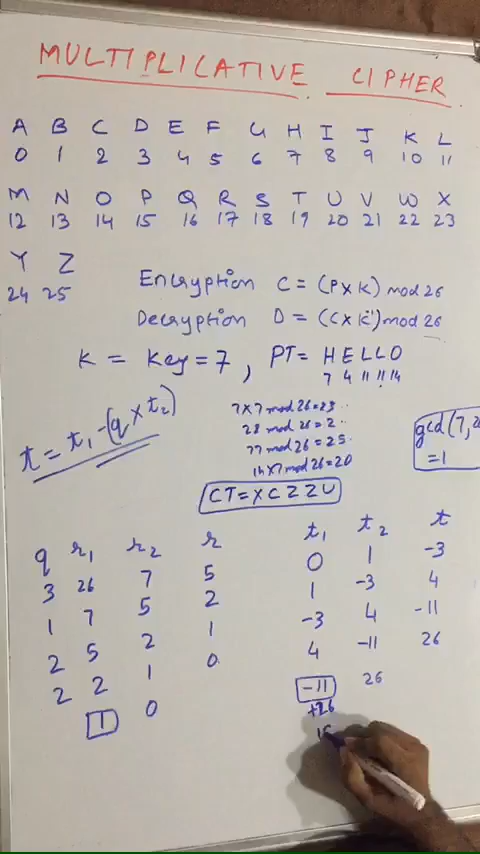 MULTIPLICATIVE CIPHER
A B C D E F G H I J K L
0 1 2 3 4 5 6 7 8 9 10 11
M N O P Q R S T U V W X
12 13 14 15 16 17 18 19 20 21 22 23
Y Z
24 25
Encryption C = (P x K) mod 26
Decryption D = (C x K⁻¹) mod 26
K = Key = 7 , PT = HELLO
7 4 11 11 14
t = t₁ - (q x t₂)
7x7 mod 26 = 23
28 mod 26 = 2
77 mod 26 = 25
14x7 mod 26 = 20
gcd(7,2
=1
CT = XCZZU
q r₁ r₂ r t₁ t₂ t
3 26 7 5 0 1 -3
1 7 5 2 1 -3 4
2 5 2 1 -3 4 -11
2 2 1 0 4 -11 26
1 0 -11 26
+26
15